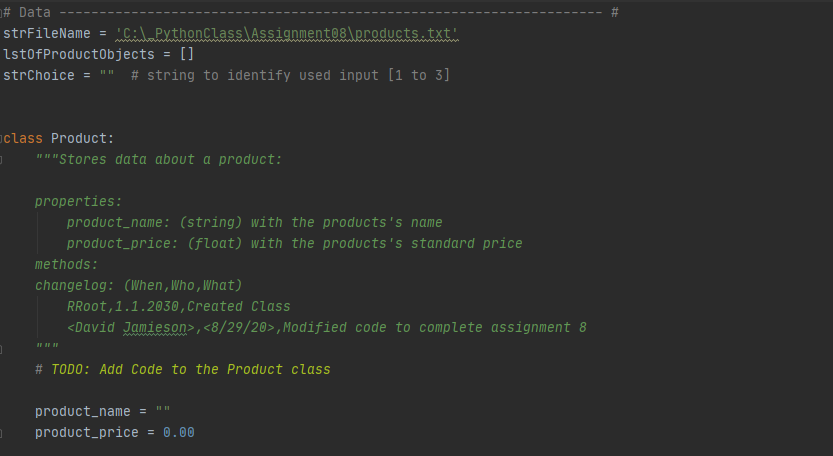 # Data -------------------------------------------------------------------- #
strFileName = 'C:\_PythonClass\Assignment08\products.txt'
lstOfProductObjects = []
strChoice = ""  # string to identify used input [1 to 3]
class Product:
    """Stores data about a product:
    properties:
        product_name: (string) with the products's name
        product_price: (float) with the products's standard price
    methods:
    changelog: (When,Who,What)
        RRoot,1.1.2030,Created Class
        <David Jamieson>,<8/29/20>,Modified code to complete assignment 8
    """
    # TODO: Add Code to the Product class
    product_name = ""
    product_price = 0.00